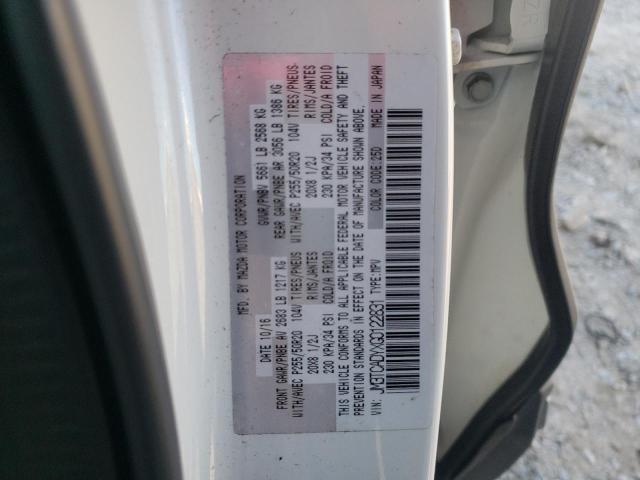 MFD. BY MAZDA MOTOR CORPORATION
DATE 10/16 GVWR/PNBV 5661 LB 2568 KG
FRONT GAWR/PNBE AV 2683 LB 1217 KG REAR GAWR/PNBE AR 3056 LB 1386 KG
WITH/AVEC P255/50R20 104V TIRES/PNEUS WITH/AVEC P255/50R20 104V TIRES/PNEUS
20X8 1/2J RIMS/JANTES 20X8 1/2J RIMS/JANTES
230 KPA/34 PSI COLD/A FROID 230 KPA/34 PSI COLD/A FROID
THIS VEHICLE CONFORMS TO ALL APPLICABLE FEDERAL MOTOR VEHICLE SAFETY AND THEFT
PREVENTION STANDARDS IN EFFECT ON THE DATE OF MANUFACTURE SHOWN ABOVE.
COLOR CODE: 25D MADE IN JAPAN
VIN: JM3TCADYXG0122831 TYPE: MPV